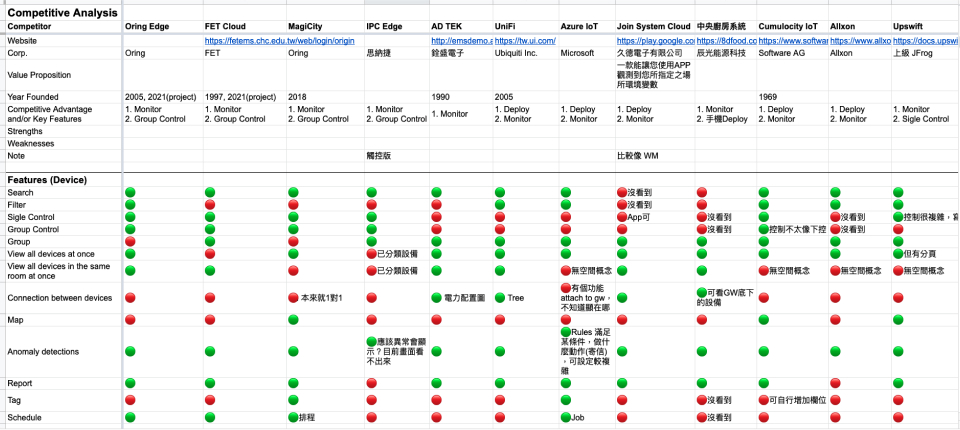 Competitive Analysis
Competitor Oring Edge FET Cloud MagiCity IPC Edge AD TEK UniFi Azure IoT Join System Cloud 中央廚房系統 Cumulocity IoT Allxon Upswift
Website https://fetems.chc.edu.tw/web/login/origin http://emsdemo.a https://tw.ui.com/ https://play.google.co https://8dfood.co https://www.softwar https://www.allxo https://docs.upswi
Corp. Oring FET Oring 思納捷 銓盛電子 Ubiquiti Inc. Microsoft 久德電子有限公司 辰光能源科技 Software AG Allxon 上級 JFrog
Value Proposition 一款能讓您使用APP
觀測到您所指定之場
所環境變數
Year Founded 2005, 2021(project) 1997, 2021(project) 2018 1990 2005 1969
Competitive Advantage 1. Monitor 1. Monitor 1. Monitor 1. Monitor 1. Monitor 1. Deploy 1. Deploy 1. Deploy 1. Monitor 1. Deploy 1. Deploy 1. Monitor
and/or Key Features 2. Group Control 2. Group Control 2. Group Control 2. Group Control 2. Monitor 2. Monitor 2. Monitor 2. 手機Deploy 2. Monitor 2. Monitor 2. Sigle Control
Strengths
Weaknesses
Note 觸控版 比較像 WM
Features (Device)
Search 沒看到
Filter 沒看到
Sigle Control App可 沒看到 沒看到 控制很複雜，
Group Control 沒看到 控制不太像下控 沒看到
Group
View all devices at once 已分類設備 但有分頁
View all devices in the same
room at once 已分類設備 無空間概念 無空間概念 無空間概念 無空間概念
Connection between devices 本來就1對1 電力配置圖 Tree 有個功能
attach to gw，
不知道顯在哪
可看GW底下
的設備
Map
Anomaly detections 應該異常會顯
示？目前畫面看
不出來
Rules 滿足
某條件，做什
麼動作(寄信)
，可設定較複
雜
Report
Tag 沒看到 可自行增加欄位
Schedule 排程 Job 沒看到